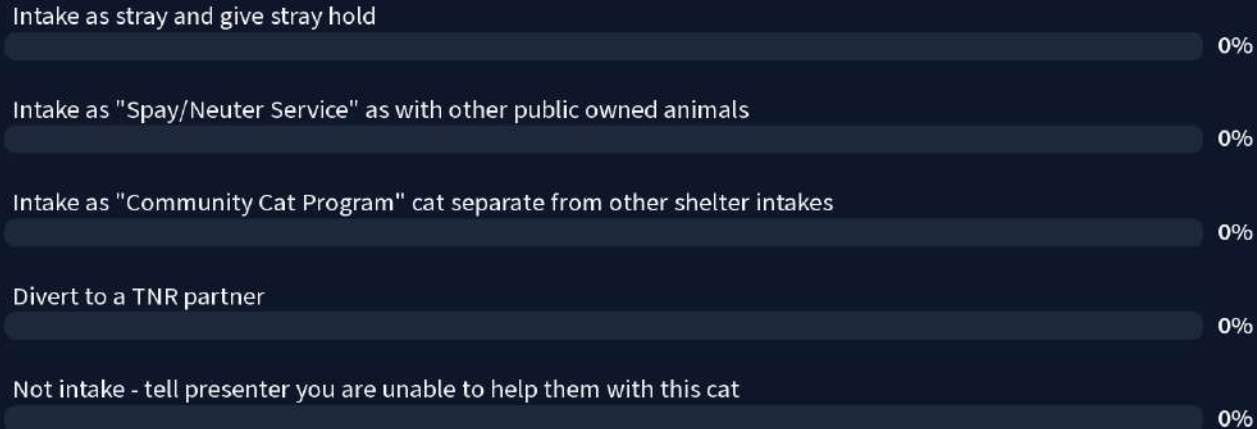 Intake as stray and give stray hold
0%
Intake as "Spay/Neuter Service" as with other public owned animals
0%
Intake as "Community Cat Program" cat separate from other shelter intakes
0%
Divert to a TNR partner
0%
Not intake - tell presenter you are unable to help them with this cat
0%